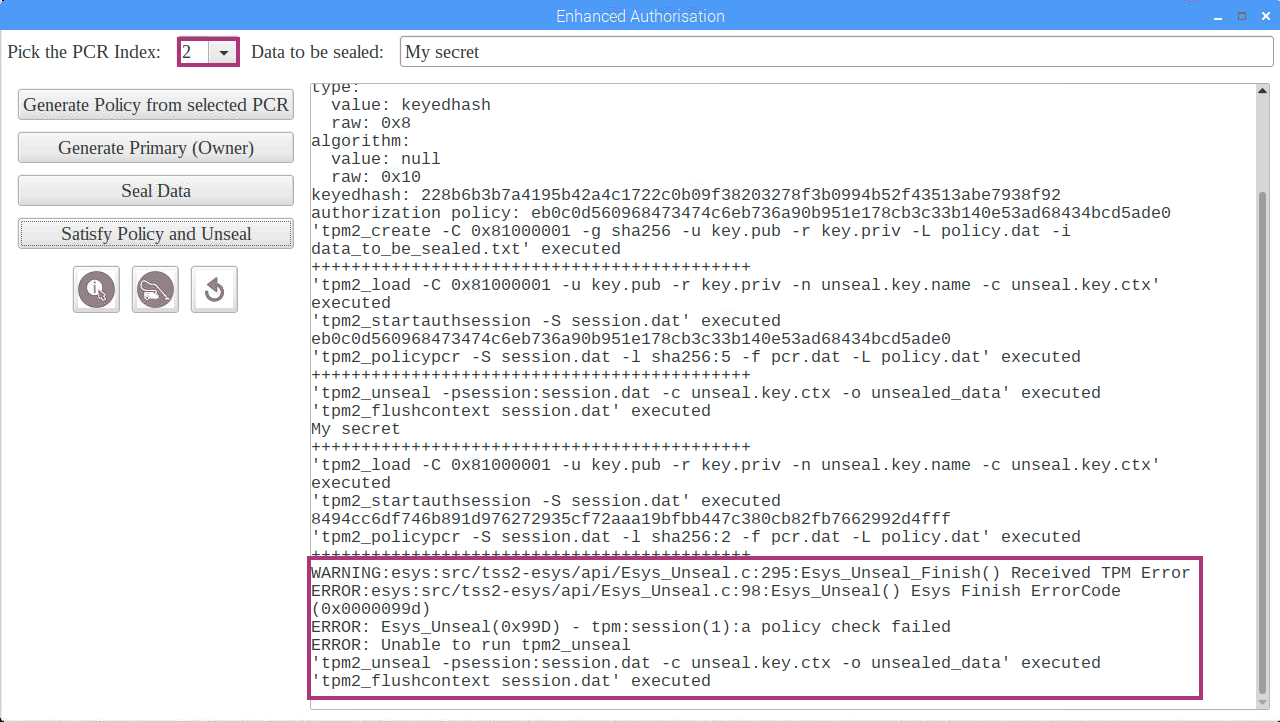 Enhanced Authorisation
Pick the PCR Index: 2 Data to be sealed: My secret
Generate Policy from selected PCR
Generate Primary (Owner)
Seal Data
Satisfy Policy and Unseal
type:
value: keyedhash
raw: 0x8
algorithm:
value: null
raw: 0x10
keyedhash: 228b6b3b7a4195b42a4c1722c0b09f38203278f3b0994b52f43513abe7938f92
authorization policy: eb0c0d560968473474c6eb736a90b951e178cb3c33b140e53ad68434bcd5ade0
'tpm2_create -C 0x81000001 -g sha256 -u key.pub -r key.priv -L policy.dat -i
data_to_be_sealed.txt' executed
++++++++++++++++++++++++++++++++++++++++++++
'tpm2_load -C 0x81000001 -u key.pub -r key.priv -n unseal.key.name -c unseal.key.ctx'
executed
'tpm2_startauthsession -S session.dat' executed
eb0c0d560968473474c6eb736a90b951e178cb3c33b140e53ad68434bcd5ade0
'tpm2_policypcr -S session.dat -l sha256:5 -f pcr.dat -L policy.dat' executed
++++++++++++++++++++++++++++++++++++++++++++
'tpm2_unseal -psession:session.dat -c unseal.key.ctx -o unsealed_data' executed
'tpm2_flushcontext session.dat' executed
My secret
++++++++++++++++++++++++++++++++++++++++++++
'tpm2_load -C 0x81000001 -u key.pub -r key.priv -n unseal.key.name -c unseal.key.ctx'
executed
'tpm2_startauthsession -S session.dat' executed
8494cc6df746b891d976272935cf72aaa19bfbb447c380cb82fb7662992d4fff
'tpm2_policypcr -S session.dat -l sha256:2 -f pcr.dat -L policy.dat' executed
++++++++++++++++++++++++++++++++++++++++++++
WARNING:esys:src/tss2-esys/api/Esys_Unseal.c:295:Esys_Unseal_Finish() Received TPM Error
ERROR:esys:src/tss2-esys/api/Esys_Unseal.c:98:Esys_Unseal() Esys Finish ErrorCode
(0x0000099d)
ERROR: Esys_Unseal(0x99D) - tpm:session(1):a policy check failed
ERROR: Unable to run tpm2_unseal
'tpm2_unseal -psession:session.dat -c unseal.key.ctx -o unsealed_data' executed
'tpm2_flushcontext session.dat' executed